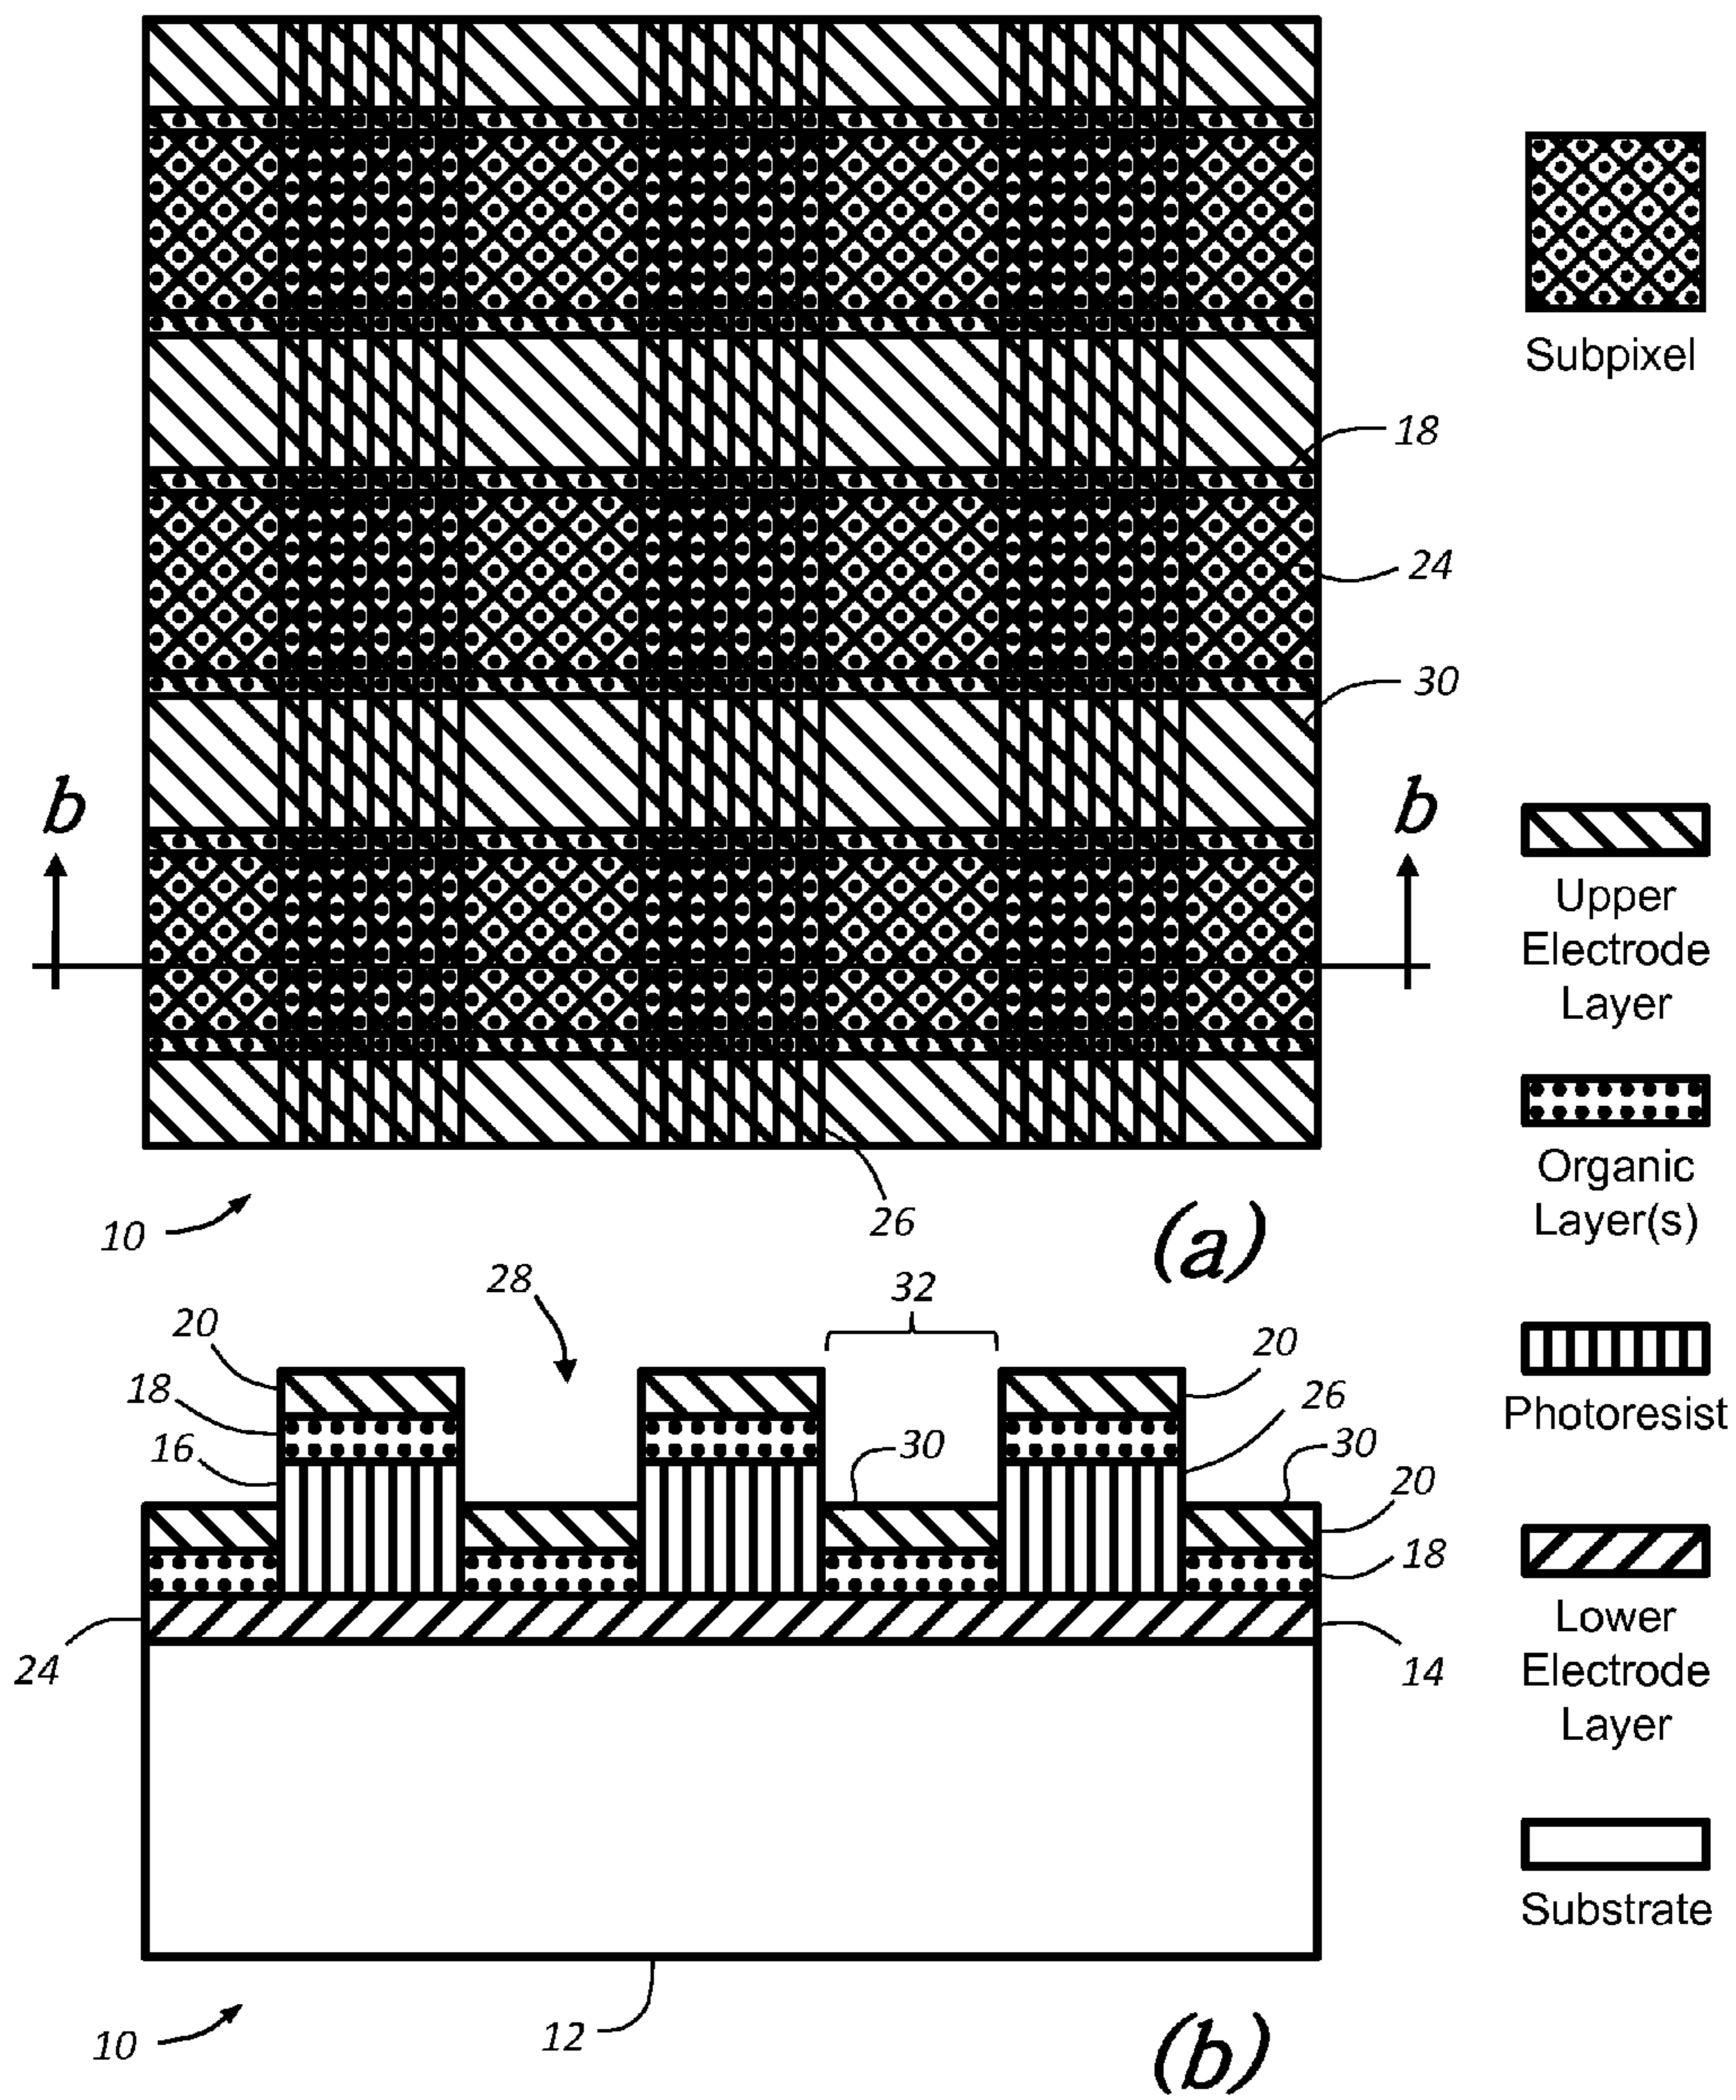 Subpixel
18
24
30
b
b
Upper
Electrode
Layer
Organic
Layer(s)
26
10
(a)
28
32
20
20
18
26
Photoresist
16
30
30
20
18
Lower
Electrode
Layer
24
14
Substrate
10
12
(b)